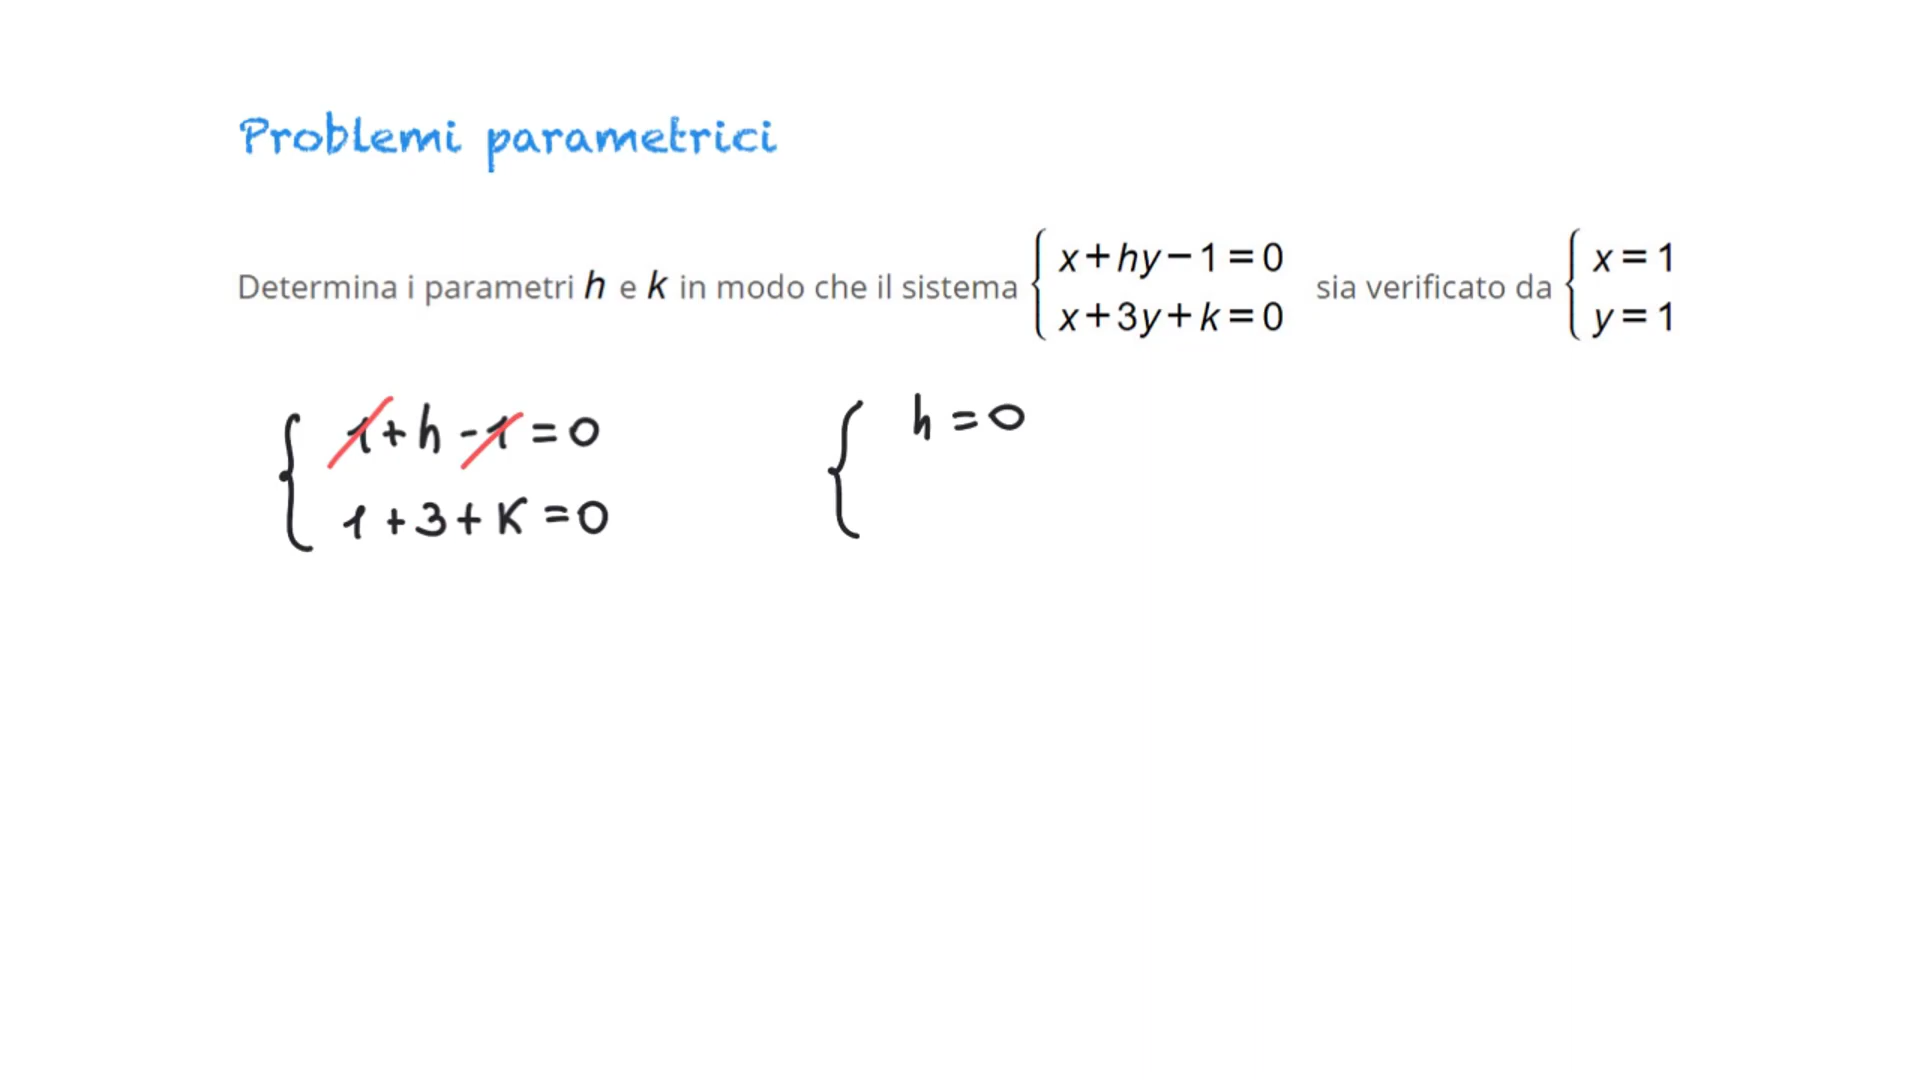 Problemi parametrici
Determina i parametri h e k in modo che il sistema { x+hy−1=0 x+3y+k=0 sia verificato da { x=1 y=1
{ 1+h-1=0 { h=0
1+3+K=0